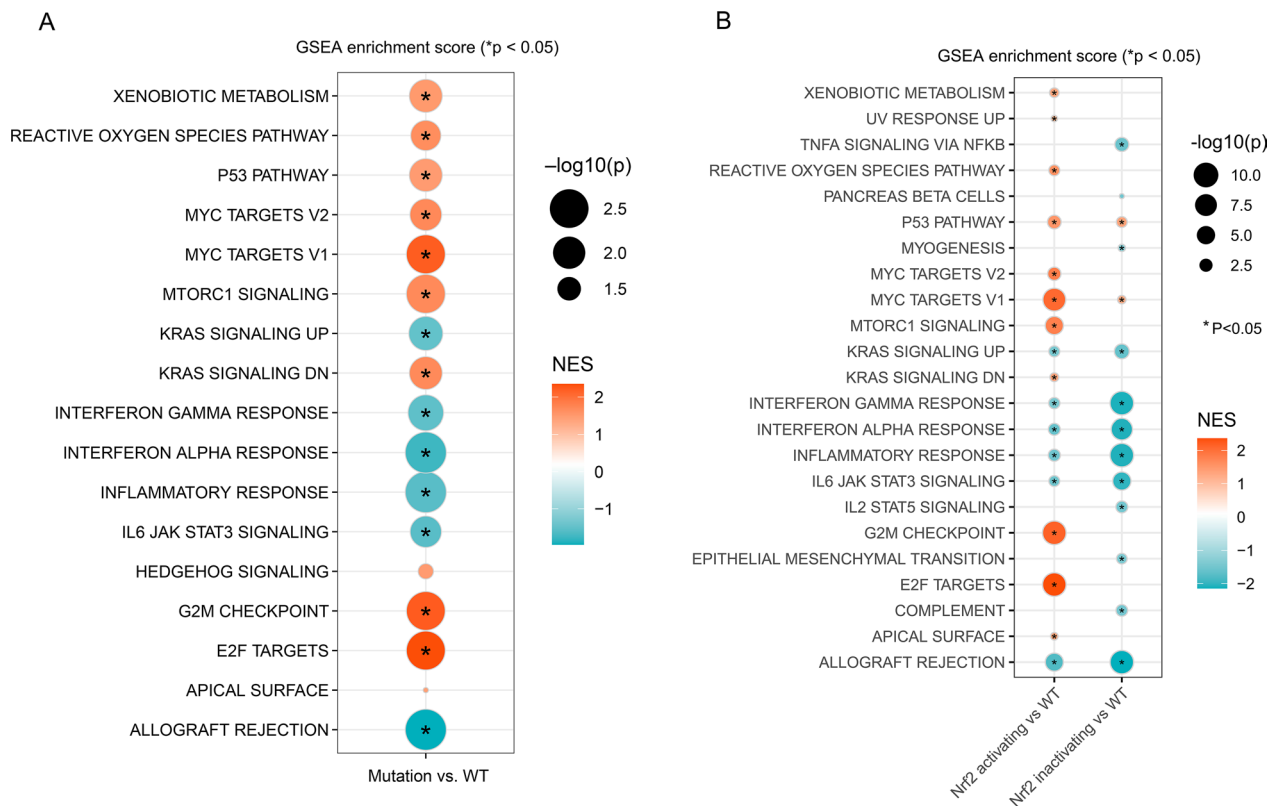 A
GSEA enrichment score (*p < 0.05)
XENOBIOTIC METABOLISM
REACTIVE OXYGEN SPECIES PATHWAY
P53 PATHWAY
MYC TARGETS V2
MYC TARGETS V1
MTORC1 SIGNALING
KRAS SIGNALING UP
KRAS SIGNALING DN
INTERFERON GAMMA RESPONSE
INTERFERON ALPHA RESPONSE
INFLAMMATORY RESPONSE
IL6 JAK STAT3 SIGNALING
HEDGEHOG SIGNALING
G2M CHECKPOINT
E2F TARGETS
APICAL SURFACE
ALLOGRAFT REJECTION
Mutation vs. WT
−log10(p)
2.5
2.0
1.5
NES
2
1
0
−1
B
GSEA enrichment score (*p < 0.05)
XENOBIOTIC METABOLISM
UV RESPONSE UP
TNFA SIGNALING VIA NFKB
REACTIVE OXYGEN SPECIES PATHWAY
PANCREAS BETA CELLS
P53 PATHWAY
MYOGENESIS
MYC TARGETS V2
MYC TARGETS V1
MTORC1 SIGNALING
KRAS SIGNALING UP
KRAS SIGNALING DN
INTERFERON GAMMA RESPONSE
INTERFERON ALPHA RESPONSE
INFLAMMATORY RESPONSE
IL6 JAK STAT3 SIGNALING
IL2 STAT5 SIGNALING
G2M CHECKPOINT
EPITHELIAL MESENCHYMAL TRANSITION
E2F TARGETS
COMPLEMENT
APICAL SURFACE
ALLOGRAFT REJECTION
Nrf2 activating vs WT
Nrf2 inactivating vs WT
-log10(p)
10.0
7.5
5.0
2.5
* P<0.05
NES
2
1
0
−1
−2